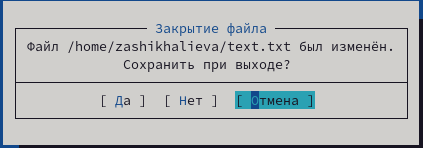 Закрытие файла
Файл /home/zashikhalieva/text.txt был изменён.
Сохранить при выходе?
[ Да ] [ Нет ] [ Отмена ]